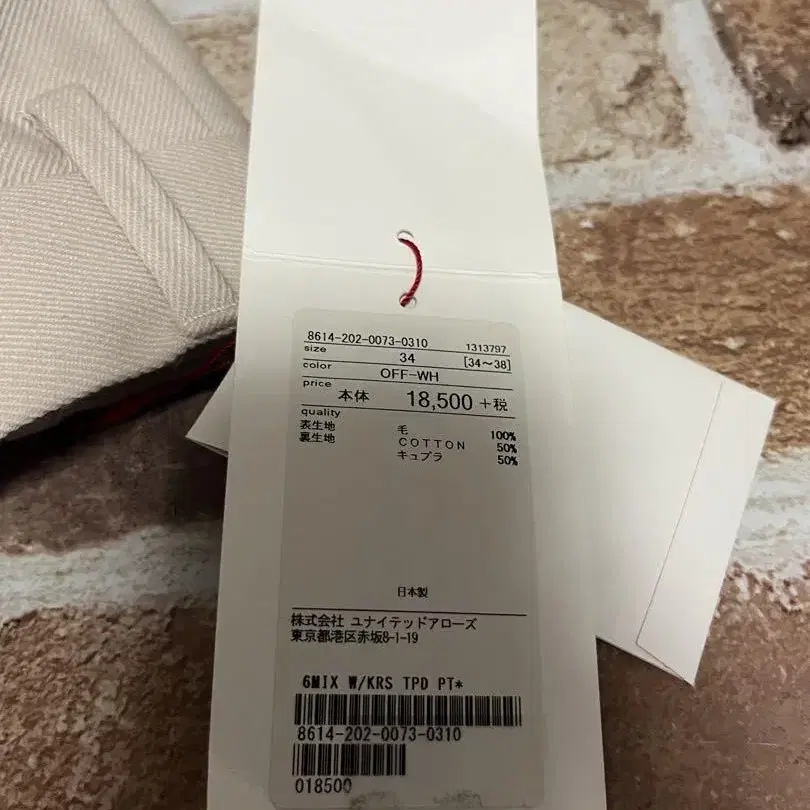 8614-202-0073-0310 1313797
size 34 [34～38]
color OFF-WH
price 本体 18,500 +税
quality
表生地 毛 100%
裏生地 COTTON 50%
キュプラ 50%
日本製
株式会社 ユナイテッドアローズ
東京都港区赤坂8-1-19
6MIX W/KRS TPD PT*
8614-202-0073-0310
018500